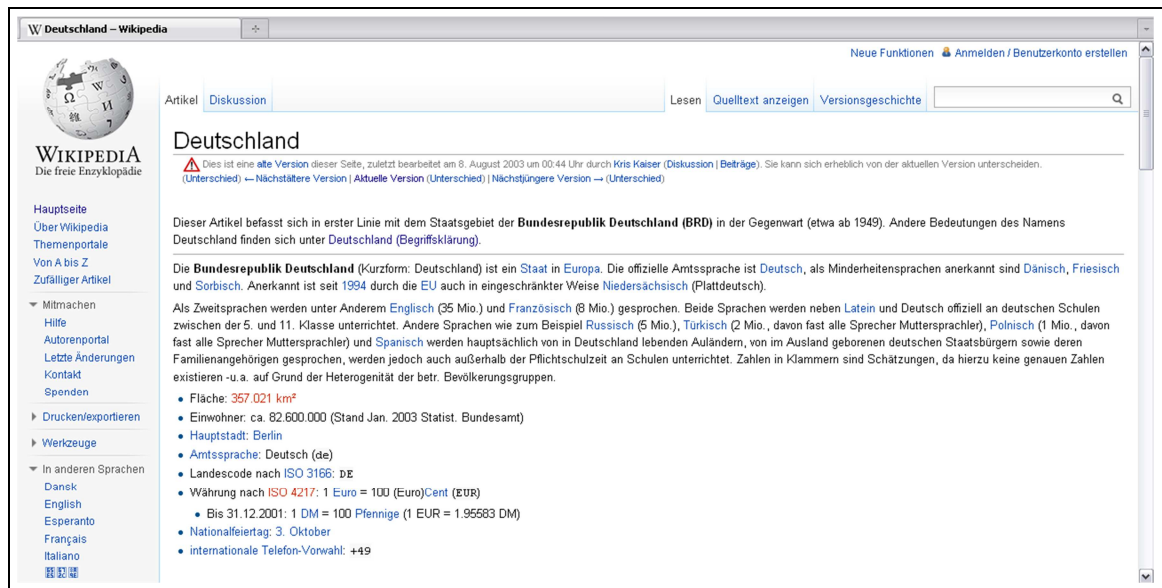 Deutschland – Wikipedia
Neue Funktionen Anmelden / Benutzerkonto erstellen
Artikel Diskussion Lesen Quelltext anzeigen Versionsgeschichte
WIKIPEDIA
Die freie Enzyklopädie
Hauptseite
Über Wikipedia
Themenportale
Von A bis Z
Zufälliger Artikel
Mitmachen
Hilfe
Autorenportal
Letzte Änderungen
Kontakt
Spenden
Drucken/exportieren
Werkzeuge
In anderen Sprachen
Dansk
English
Esperanto
Français
Italiano
Deutschland
Dies ist eine alte Version dieser Seite, zuletzt bearbeitet am 8. August 2003 um 00:44 Uhr durch Kris Kaiser (Diskussion | Beiträge). Sie kann sich erheblich von der aktuellen Version unterscheiden.
(Unterschied) ← Nächstältere Version | Aktuelle Version (Unterschied) | Nächstjüngere Version → (Unterschied)
Dieser Artikel befasst sich in erster Linie mit dem Staatsgebiet der Bundesrepublik Deutschland (BRD) in der Gegenwart (etwa ab 1949). Andere Bedeutungen des Namens
Deutschland finden sich unter Deutschland (Begriffsklärung).
Die Bundesrepublik Deutschland (Kurzform: Deutschland) ist ein Staat in Europa. Die offizielle Amtssprache ist Deutsch, als Minderheitensprachen anerkannt sind Dänisch, Friesisch
und Sorbisch. Anerkannt ist seit 1994 durch die EU auch in eingeschränkter Weise Niedersächsisch (Plattdeutsch).
Als Zweitsprachen werden unter Anderem Englisch (35 Mio.) und Französisch (8 Mio.) gesprochen. Beide Sprachen werden neben Latein und Deutsch offiziell an deutschen Schulen
zwischen der 5. und 11. Klasse unterrichtet. Andere Sprachen wie zum Beispiel Russisch (5 Mio.), Türkisch (2 Mio., davon fast alle Sprecher Muttersprachler), Polnisch (1 Mio., davon
fast alle Sprecher Muttersprachler) und Spanisch werden hauptsächlich von in Deutschland lebenden Auländern, von im Ausland geborenen deutschen Staatsbürgern sowie deren
Familienangehörigen gesprochen, werden jedoch auch außerhalb der Pflichtschulzeit an Schulen unterrichtet. Zahlen in Klammern sind Schätzungen, da hierzu keine genauen Zahlen
existieren -u.a. auf Grund der Heterogenität der betr. Bevölkerungsgruppen.
• Fläche: 357.021 km²
• Einwohner: ca. 82.600.000 (Stand Jan. 2003 Statist. Bundesamt)
• Hauptstadt: Berlin
• Amtssprache: Deutsch (de)
• Landescode nach ISO 3166: DE
• Währung nach ISO 4217: 1 Euro = 100 (Euro)Cent (EUR)
• Bis 31.12.2001: 1 DM = 100 Pfennige (1 EUR = 1.95583 DM)
• Nationalfeiertag: 3. Oktober
• internationale Telefon-Vorwahl: +49